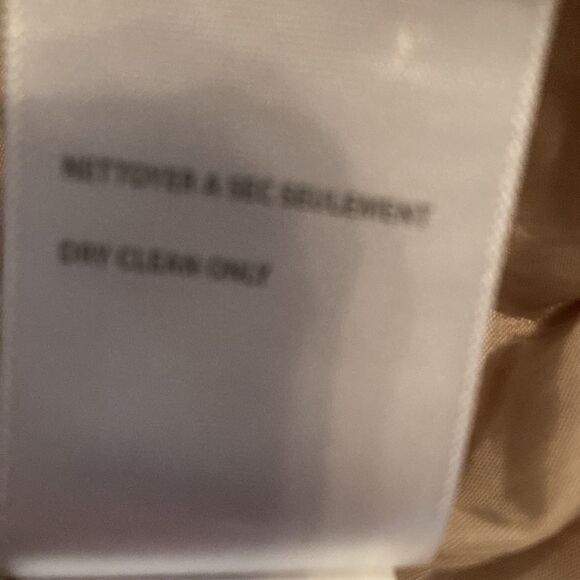 NETTOYER A SEC SEULEMENT
DRY CLEAN ONLY